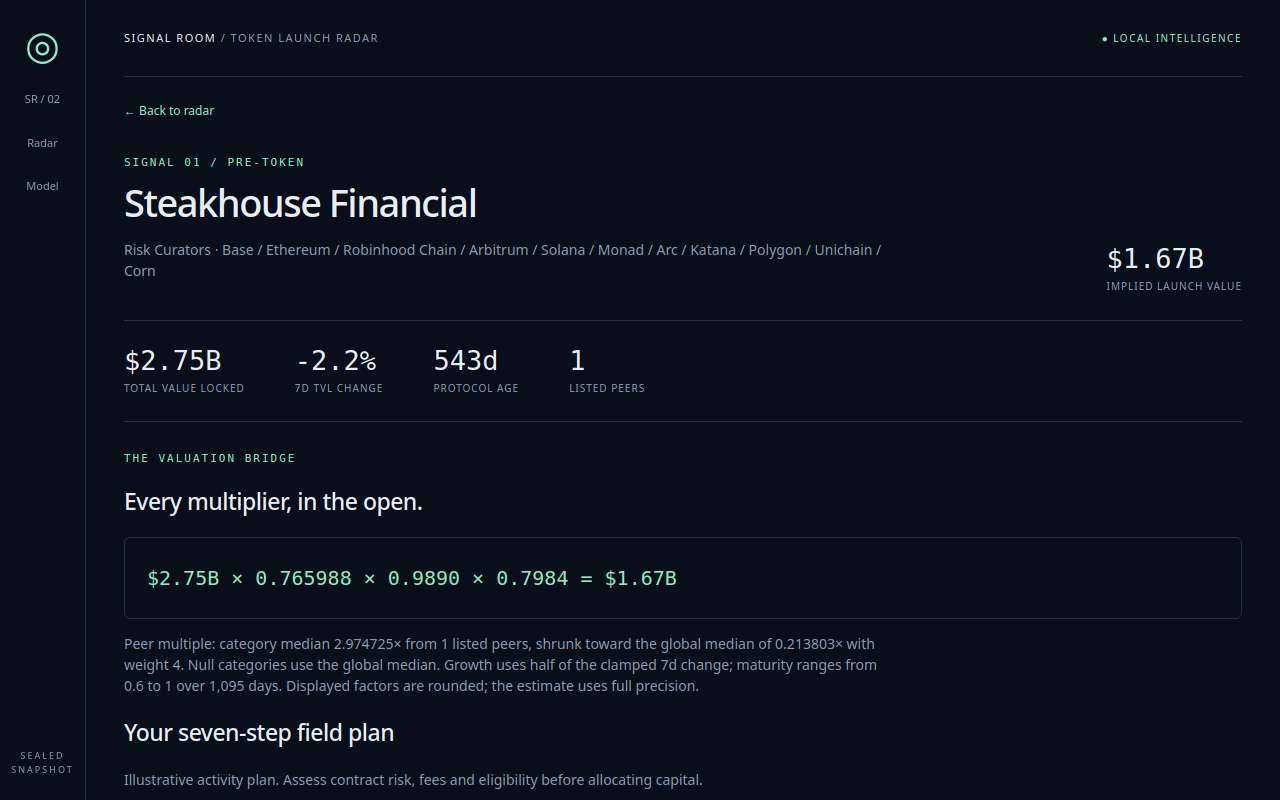 SIGNAL ROOM / TOKEN LAUNCH RADAR
● LOCAL INTELLIGENCE
SR / 02
Radar
Model
SEALED
SNAPSHOT
← Back to radar
SIGNAL 01 / PRE-TOKEN
Steakhouse Financial
Risk Curators · Base / Ethereum / Robinhood Chain / Arbitrum / Solana / Monad / Arc / Katana / Polygon / Unichain /
Corn
$1.67B
IMPLIED LAUNCH VALUE
$2.75B
TOTAL VALUE LOCKED
-2.2%
7D TVL CHANGE
543d
PROTOCOL AGE
1
LISTED PEERS
THE VALUATION BRIDGE
Every multiplier, in the open.
$2.75B × 0.765988 × 0.9890 × 0.7984 = $1.67B
Peer multiple: category median 2.974725× from 1 listed peers, shrunk toward the global median of 0.213803× with
weight 4. Null categories use the global median. Growth uses half of the clamped 7d change; maturity ranges from
0.6 to 1 over 1,095 days. Displayed factors are rounded; the estimate uses full precision.
Your seven-step field plan
Illustrative activity plan. Assess contract risk, fees and eligibility before allocating capital.